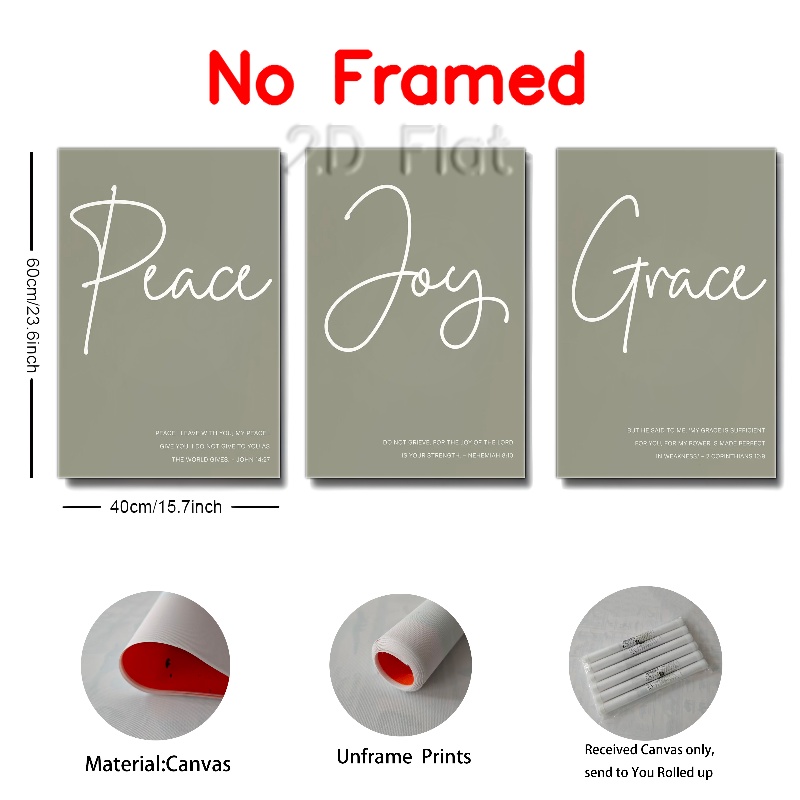 No Framed
2D Flat
60cm/23.6inch
Peace
PEACE I LEAVE WITH YOU, MY PEACE
GIVE YOU. I DO NOT GIVE TO YOU AS
THE WORLD GIVES. - JOHN 14:27
Joy
DO NOT GRIEVE, FOR THE JOY OF THE LORD
IS YOUR STRENGTH. – NEHEMIAH 8:10
Grace
BUT HE SAID TO ME, “MY GRACE IS SUFFICIENT
FOR YOU, FOR MY POWER IS MADE PERFECT
IN WEAKNESS.” – 2 CORINTHIANS 12:9
40cm/15.7inch
Material:Canvas
Unframe Prints
Received Canvas only,
send to You Rolled up